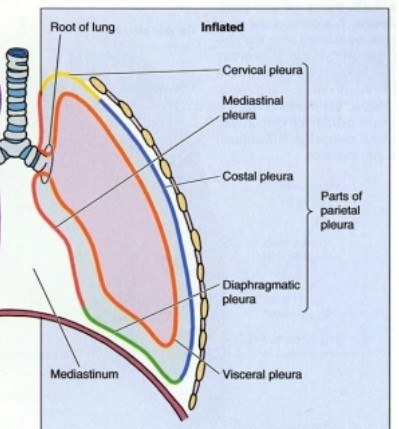 Root of lung
Inflated
Cervical pleura
Mediastinal
pleura
Costal pleura
Parts of
parietal
pleura
Diaphragmatic
pleura
Mediastinum
Visceral pleura